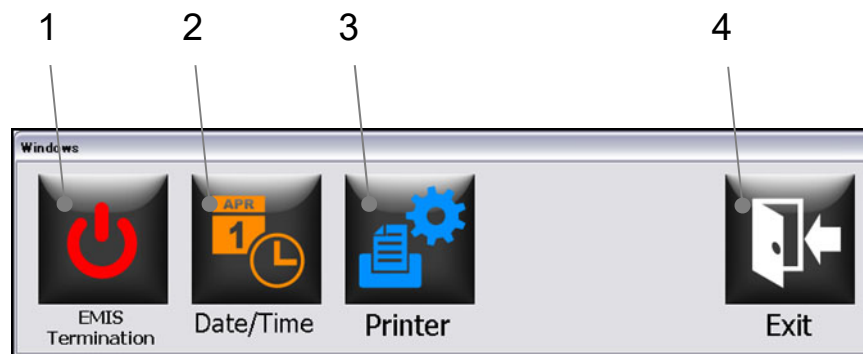 1 2 3 4
Windows
APR
1
EMIS
Termination
Date/Time
Printer
Exit